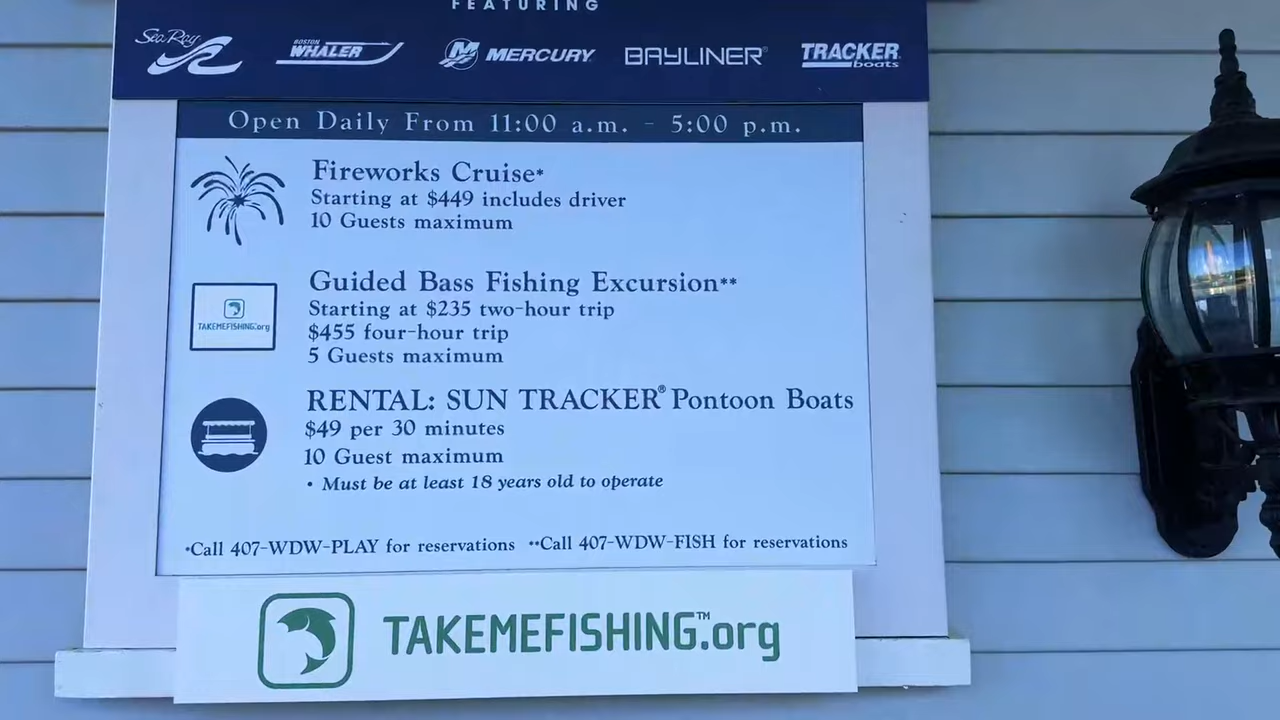 FEATURING
Sea Ray BOSTON WHALER MERCURY BAYLINER® TRACKER boats
Open Daily From 11:00 a.m. - 5:00 p.m.
Fireworks Cruise*
Starting at $449 includes driver
10 Guests maximum
Guided Bass Fishing Excursion**
Starting at $235 two-hour trip
$455 four-hour trip
5 Guests maximum
TAKEMEFISHING.org
RENTAL: SUN TRACKER® Pontoon Boats
$49 per 30 minutes
10 Guest maximum
• Must be at least 18 years old to operate
*Call 407-WDW-PLAY for reservations **Call 407-WDW-FISH for reservations
TAKEMEFISHING™.org